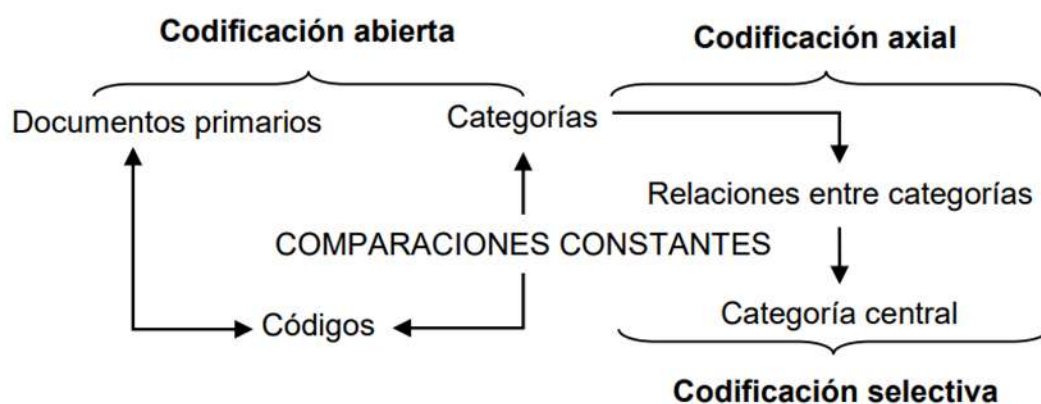 Codificación abierta
Codificación axial
Documentos primarios
Categorías
Relaciones entre categorías
COMPARACIONES CONSTANTES
Códigos
Categoría central
Codificación selectiva